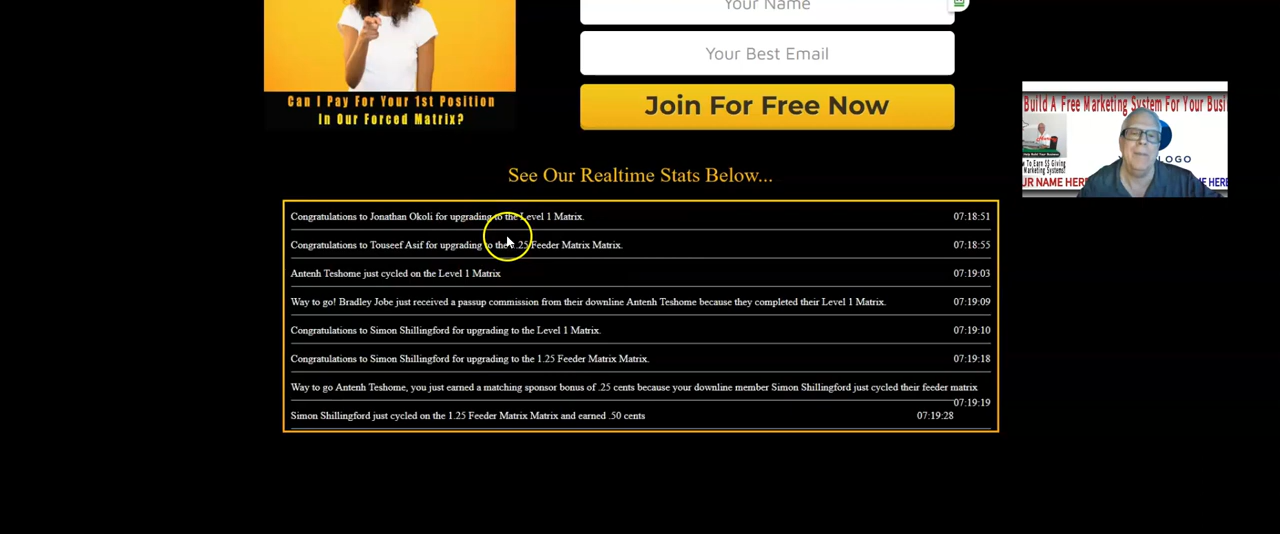 Your Name
Your Best Email
Join For Free Now
Can I Pay For Your 1st Position
In Our Forced Matrix?
Build A Free Marketing System For Your Busi
LOGO
To Earn $$ Giving
Marketing Systems!
UR NAME HERE
HERE
See Our Realtime Stats Below...
Congratulations to Jonathan Okoli for upgrading to the Level 1 Matrix. 07:18:51
Congratulations to Touseef Asif for upgrading to the 1.25 Feeder Matrix Matrix. 07:18:55
Antenh Teshome just cycled on the Level 1 Matrix 07:19:03
Way to go! Bradley Jobe just received a passup commission from their downline Antenh Teshome because they completed their Level 1 Matrix. 07:19:09
Congratulations to Simon Shillingford for upgrading to the Level 1 Matrix. 07:19:10
Congratulations to Simon Shillingford for upgrading to the 1.25 Feeder Matrix Matrix. 07:19:18
Way to go Antenh Teshome, you just earned a matching sponsor bonus of .25 cents because your downline member Simon Shillingford just cycled their feeder matrix
07:19:19
Simon Shillingford just cycled on the 1.25 Feeder Matrix Matrix and earned .50 cents 07:19:28